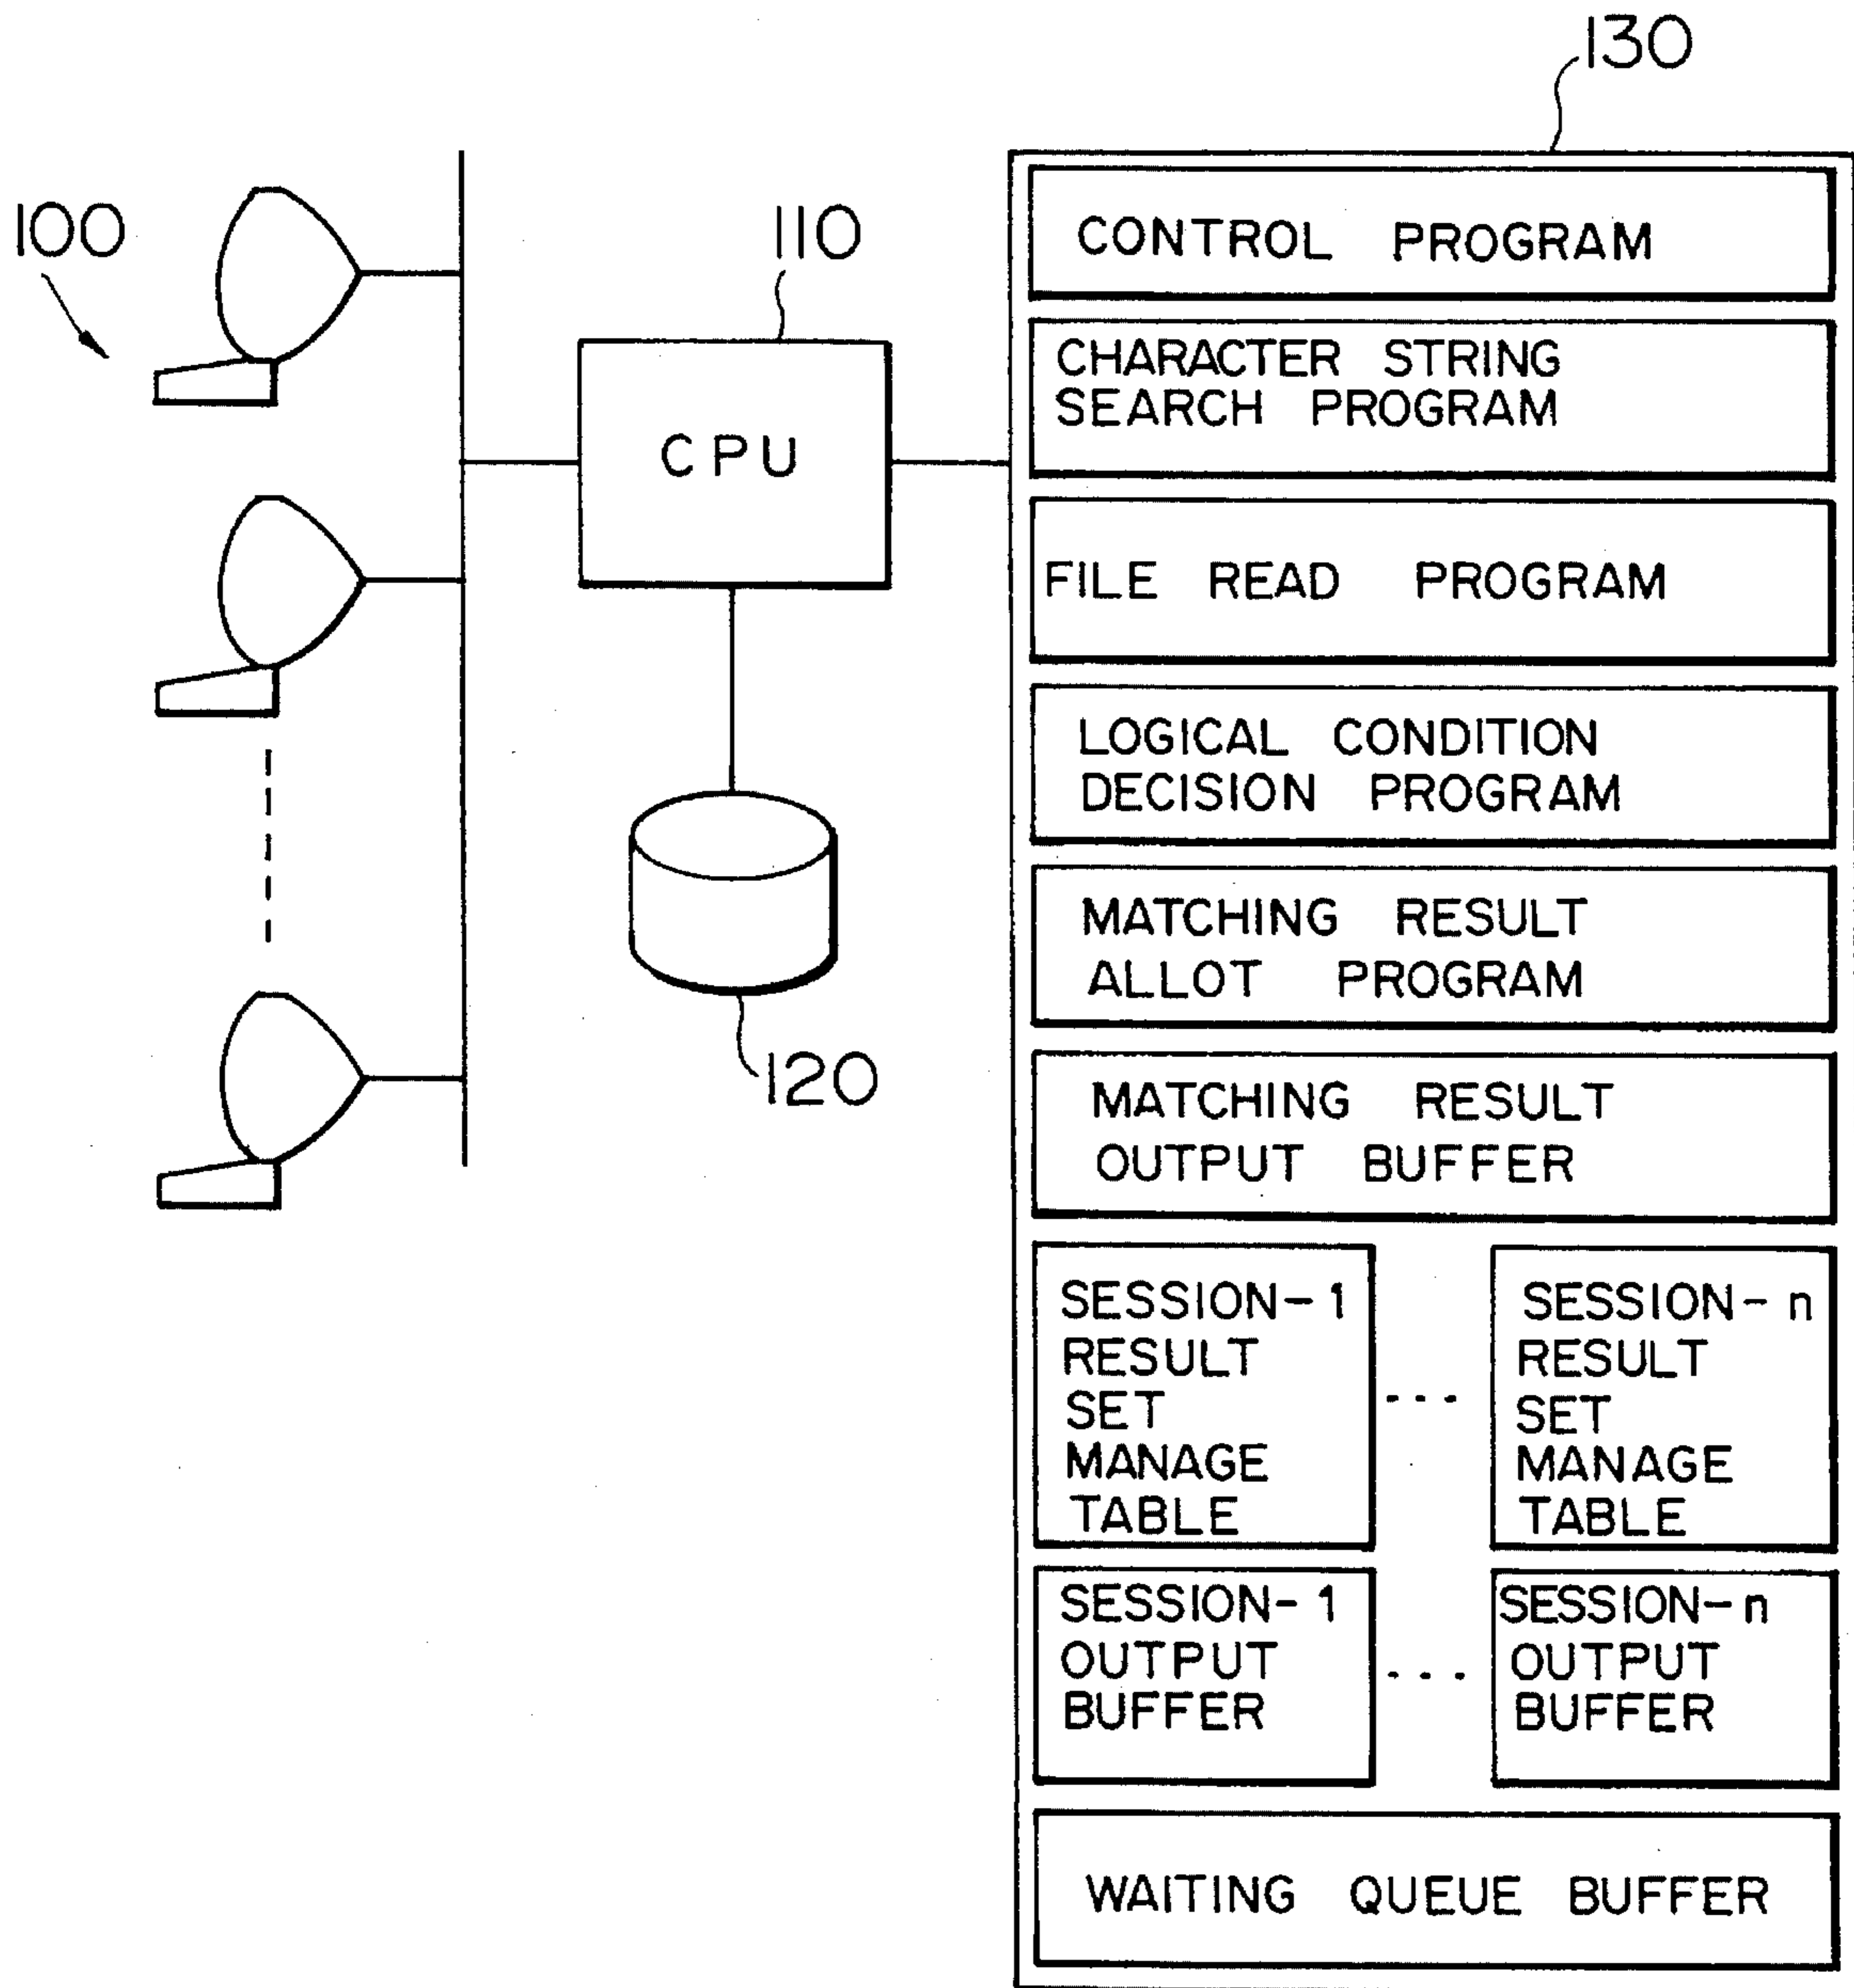 130
100
110
CPU
120
CONTROL PROGRAM
CHARACTER STRING
SEARCH PROGRAM
FILE READ PROGRAM
LOGICAL CONDITION
DECISION PROGRAM
MATCHING RESULT
ALLOT PROGRAM
MATCHING RESULT
OUTPUT BUFFER
SESSION-1
RESULT
SET
MANAGE
TABLE
...
SESSION-n
RESULT
SET
MANAGE
TABLE
SESSION-1
OUTPUT
BUFFER
...
SESSION-n
OUTPUT
BUFFER
WAITING QUEUE BUFFER